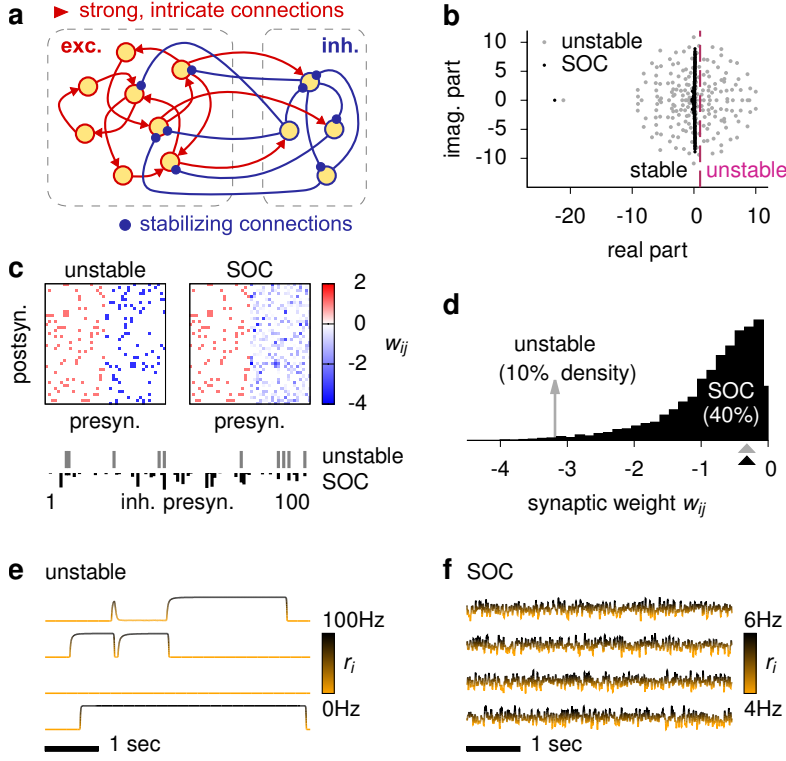 a
strong, intricate connections
exc.
inh.
stabilizing connections
b
unstable
SOC
10
5
0
-5
-10
imag. part
stable
unstable
-20
-10
0
10
real part
c
unstable
SOC
postsyn.
presyn.
presyn.
2
0
-2
-4
w_ij
unstable
SOC
1
inh. presyn.
100
d
unstable
(10% density)
SOC
(40%)
-4
-3
-2
-1
0
synaptic weight w_ij
e
unstable
100Hz
r_i
0Hz
1 sec
f
SOC
6Hz
r_i
4Hz
1 sec